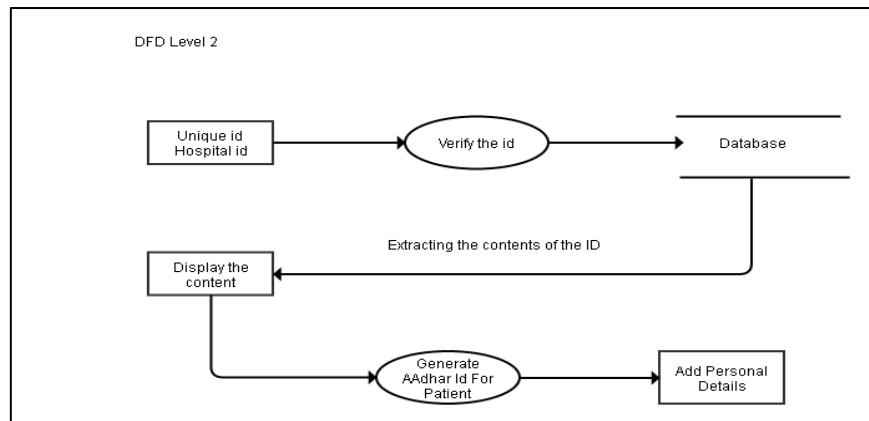 DFD Level 2
Unique id
Hospital id
Verify the id
Database
Extracting the contents of the ID
Display the
content
Generate
AAdhar Id For
Patient
Add Personal
Details